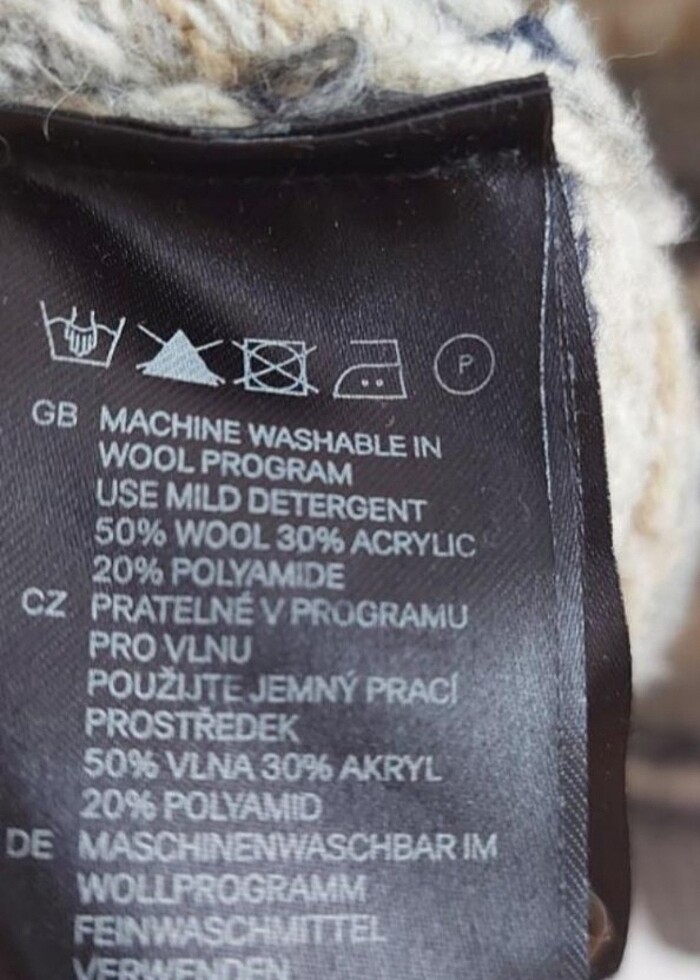 P
GB MACHINE WASHABLE IN
WOOL PROGRAM
USE MILD DETERGENT
50% WOOL 30% ACRYLIC
20% POLYAMIDE
CZ PRATELNÉ V PROGRAMU
PRO VLNU
POUŽIJTE JEMNÝ PRACÍ
PROSTŘEDEK
50% VLNA 30% AKRYL
20% POLYAMID
DE MASCHINENWASCHBAR IM
WOLLPROGRAMM
FEINWASCHMITTEL
VERWENDEN